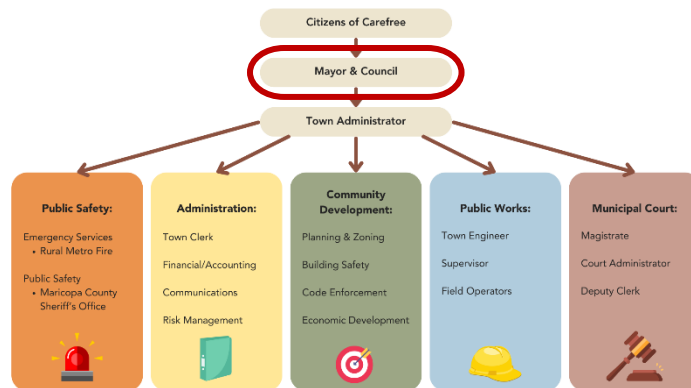 Citizens of Carefree
Mayor & Council
Town Administrator
Public Safety:
Emergency Services
• Rural Metro Fire
Public Safety
• Maricopa County
Sheriff's Office
Administration:
Town Clerk
Financial/Accounting
Communications
Risk Management
Community
Development:
Planning & Zoning
Building Safety
Code Enforcement
Economic Development
Public Works:
Town Engineer
Supervisor
Field Operators
Municipal Court:
Magistrate
Court Administrator
Deputy Clerk